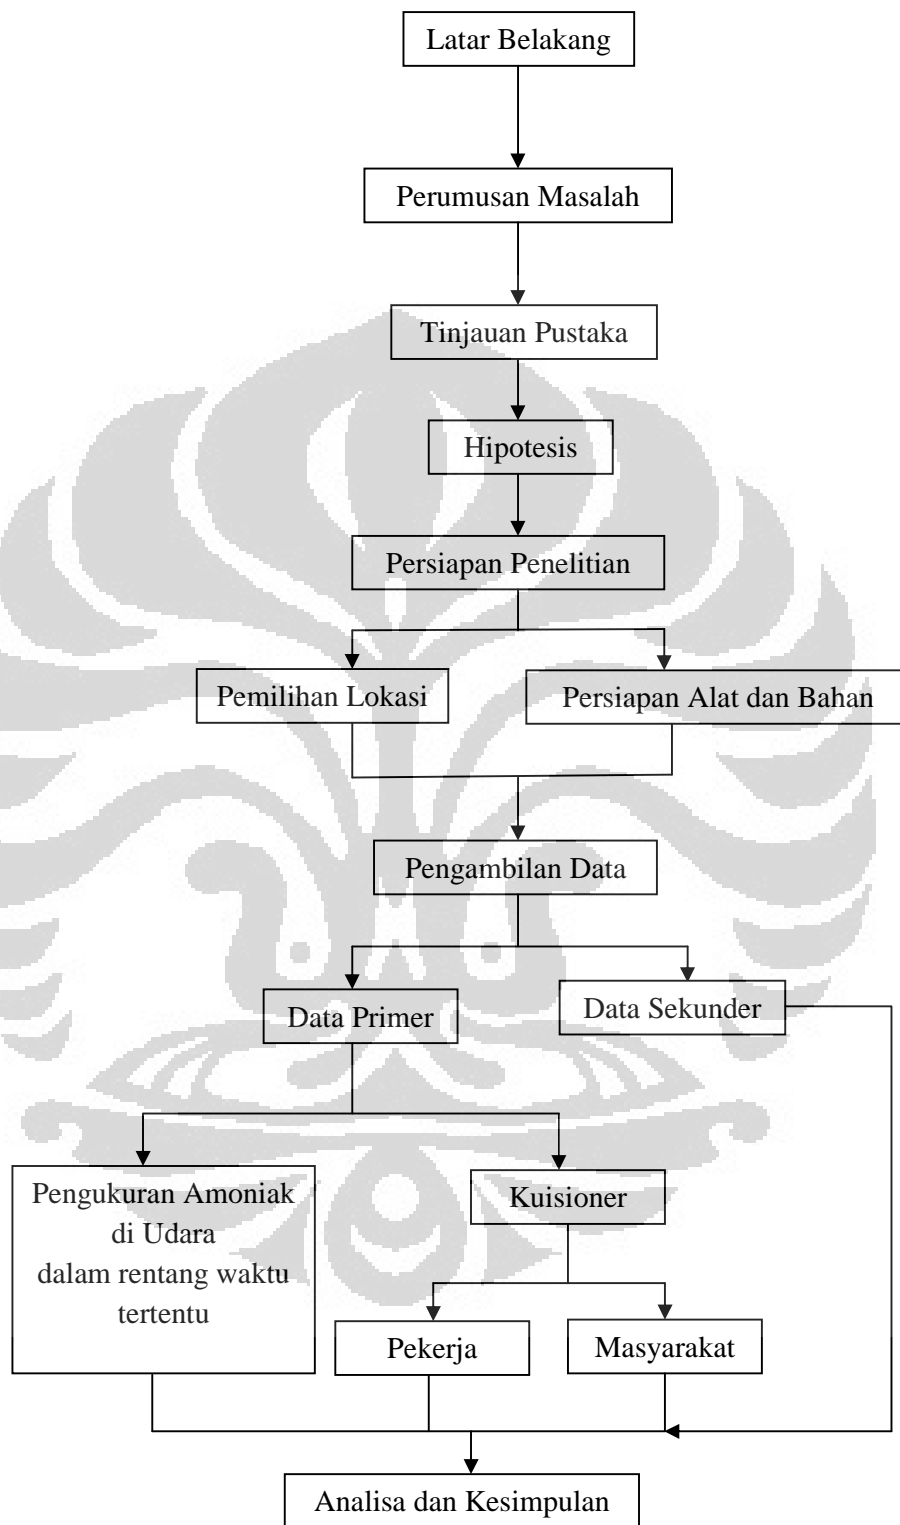 Latar Belakang
Perumusan Masalah
Tinjauan Pustaka
Hipotesis
Persiapan Penelitian
Pemilihan Lokasi
Persiapan Alat dan Bahan
Pengambilan Data
Data Primer
Data Sekunder
Pengukuran Amoniak
di Udara
dalam rentang waktu
tertentu
Kuisioner
Pekerja
Masyarakat
Analisa dan Kesimpulan